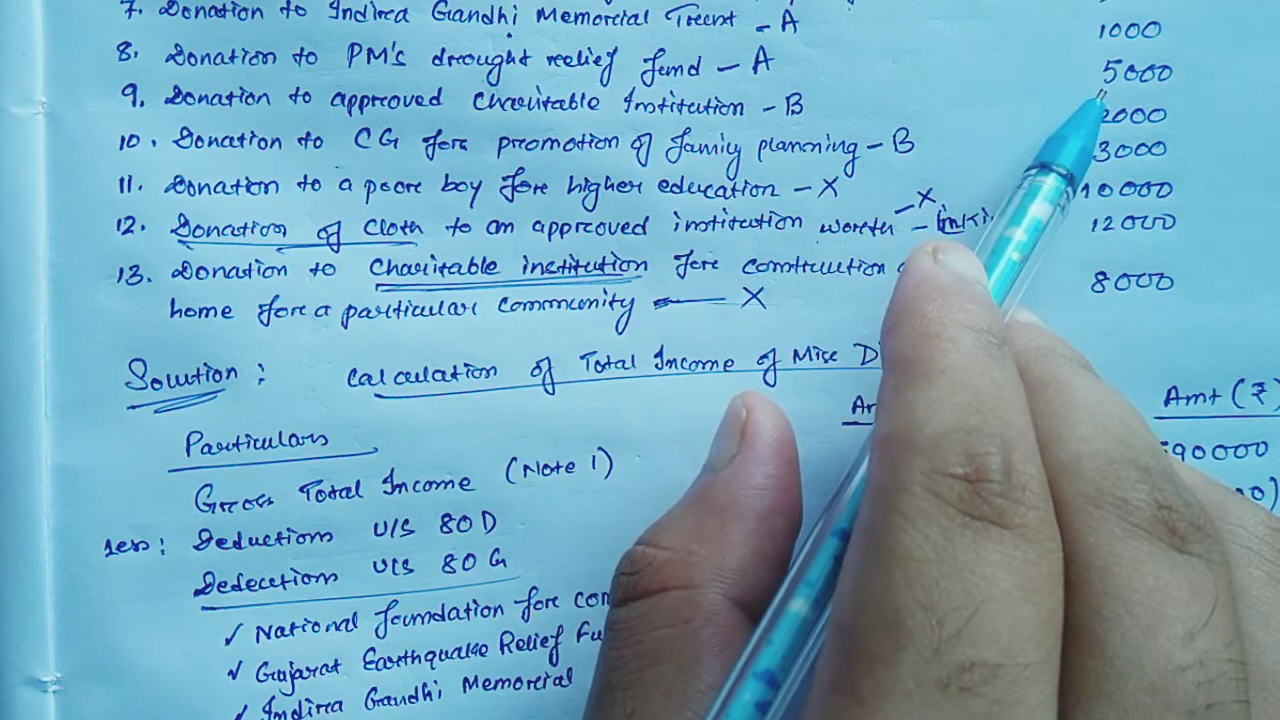 7. Donation to Indira Gandhi Memorial Trust - A 1000
8. Donation to PM's drought relief fund - A 5000
9. Donation to approved charitable Institution - B 2000
10. Donation to CG for promotion of family planning - B 3000
11. Donation to a poor boy for higher education - X 10000
12. Donation of cloth to an approved institution worth - X 12000
13. Donation to charitable institution for construction 8000
home for a particular community - X
Solution: Calculation of Total Income of Mise
Amt (₹)
Particulars
Gross Total Income (Note 1) 90000
Less: Deductions U/S 80D
Deductions U/S 80G
✓ National foundation for
✓ Gujarat Earthquake Relief
✓ Indira Gandhi Memorial